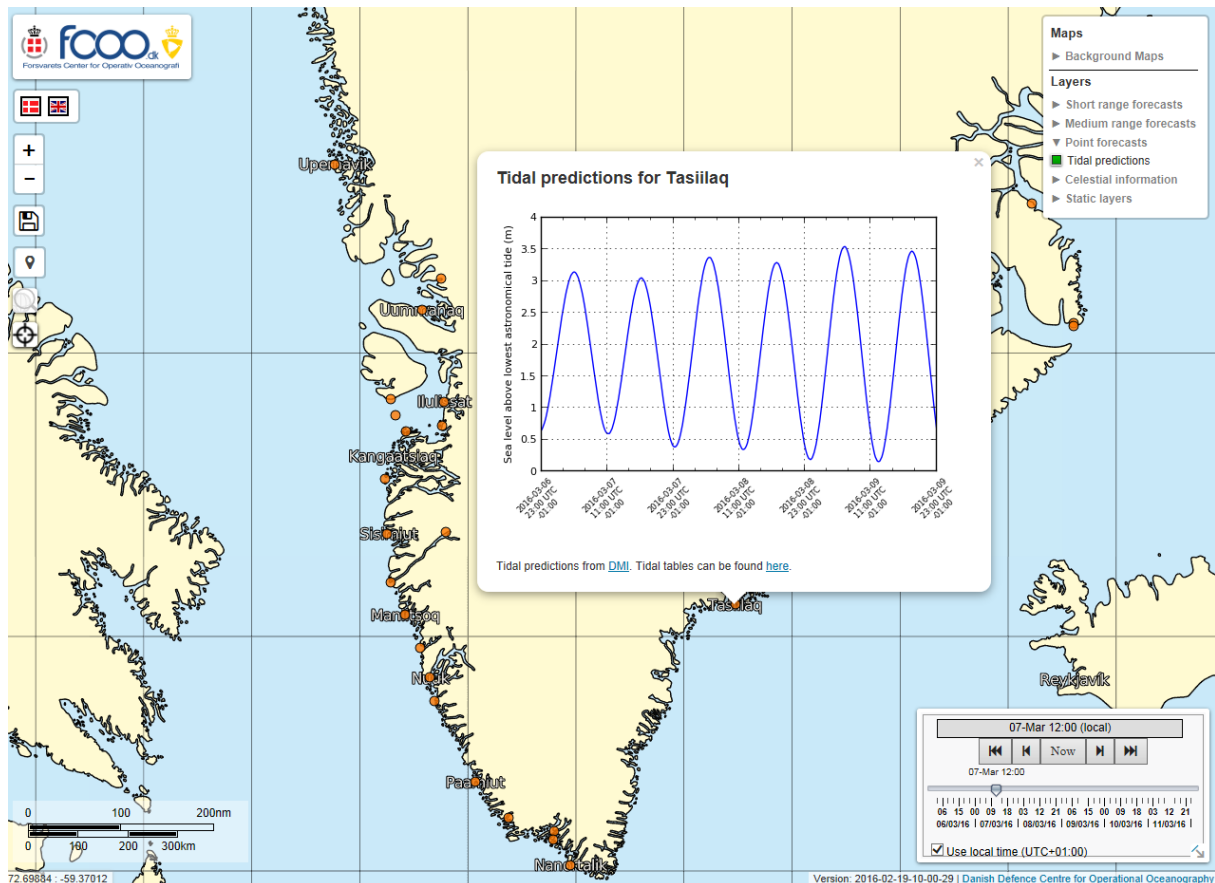 fcoo.dk
Forsvarets Center for Operativ Oceanografi
+
−
Maps
► Background Maps
Layers
► Short range forecasts
► Medium range forecasts
▼ Point forecasts
Tidal predictions
► Celestial information
► Static layers
Upernavik
Uummannaq
Ilulissat
Kangaatsiaq
Sisimiut
Maniitsoq
Nuuk
Paamiut
Nanortalik
Tasiilaq
Reykjavik
×
Tidal predictions for Tasiilaq
Sea level above lowest astronomical tide (m)
4
3.5
3
2.5
2
1.5
1
0.5
0
2016-03-06
23:00 UTC
-01:00
2016-03-07
11:00 UTC
-01:00
2016-03-07
23:00 UTC
-01:00
2016-03-08
11:00 UTC
-01:00
2016-03-08
23:00 UTC
-01:00
2016-03-09
11:00 UTC
-01:00
2016-03-09
23:00 UTC
-01:00
Tidal predictions from DMI. Tidal tables can be found here.
07-Mar 12:00 (local)
Now
07-Mar 12:00
06 15 00 09 18 03 12 21 06 15 00 09 18 03 12 21
06/03/16 | 07/03/16 | 08/03/16 | 09/03/16 | 10/03/16 | 11/03/16 |
Use local time (UTC+01:00)
0 100 200nm
0 100 200 300km
72.69884 : -59.37012
Version: 2016-02-19-10-00-29 | Danish Defence Centre for Operational Oceanography